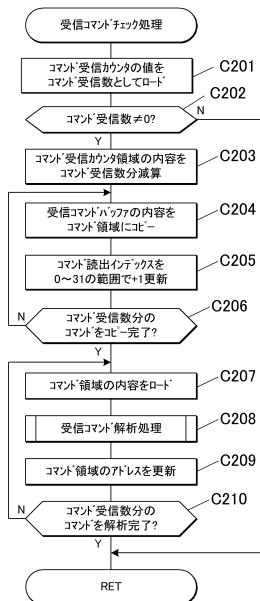 受信コマンドチェック処理
コマンド受信カウンタの値を
コマンド受信数としてロード
C201
C202
コマンド受信数≠0?
N
Y
コマンド受信カウンタ領域の内容を
コマンド受信数分減算
C203
受信コマンドバッファの内容を
コマンド領域にコピー
C204
コマンド読出インデックスを
0～31の範囲で+1更新
C205
C206
コマンド受信数分の
コマンドをコピー完了?
N
Y
コマンド領域の内容をロード
C207
受信コマンド解析処理
C208
コマンド領域のアドレスを更新
C209
C210
コマンド受信数分の
コマンドを解析完了?
N
Y
RET